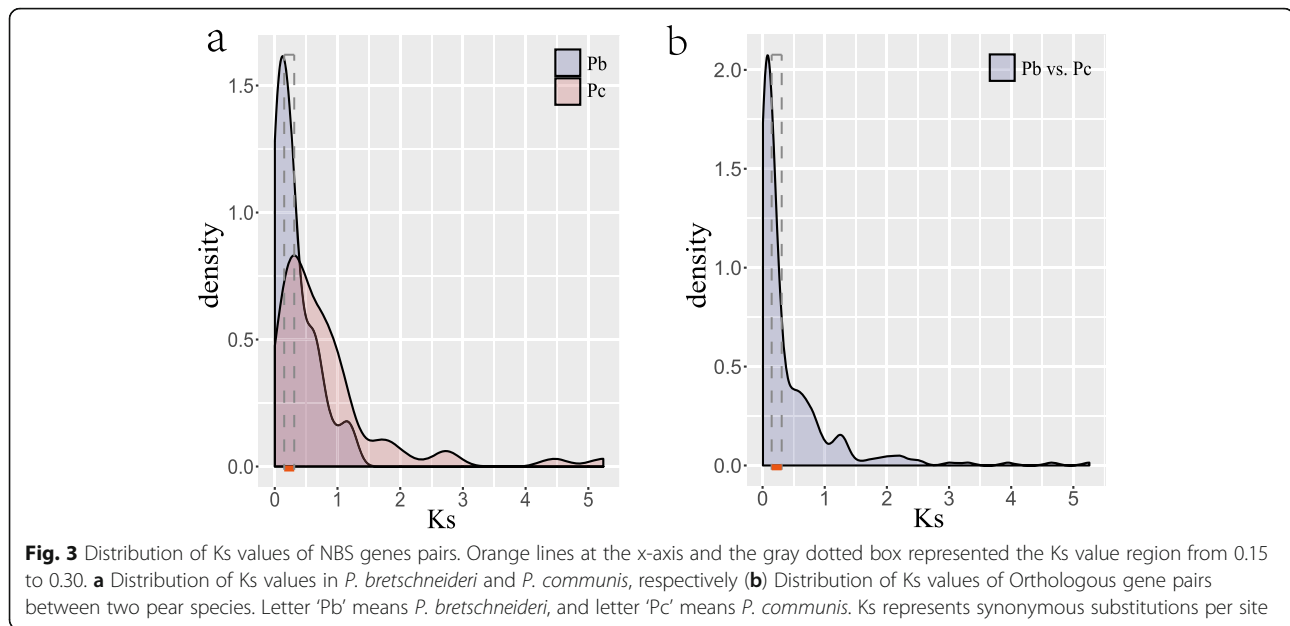 a
b
Pb
Pc
Pb vs. Pc
density
1.5
1.0
0.5
0.0
0 1 2 3 4 5
Ks
density
2.0
1.5
1.0
0.5
0.0
0 1 2 3 4 5
Ks
Fig. 3 Distribution of Ks values of NBS genes pairs. Orange lines at the x-axis and the gray dotted box represented the Ks value region from 0.15
to 0.30. a Distribution of Ks values in P. bretschneideri and P. communis, respectively (b) Distribution of Ks values of Orthologous gene pairs
between two pear species. Letter ‘Pb’ means P. bretschneideri, and letter ‘Pc’ means P. communis. Ks represents synonymous substitutions per site